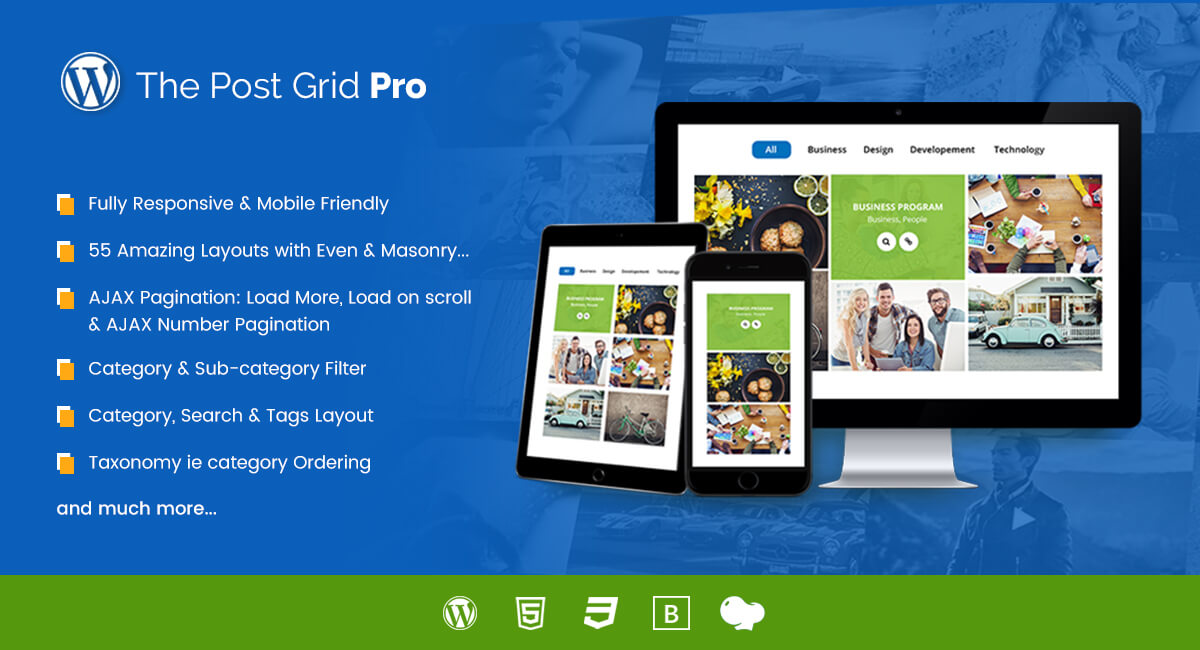 The Post Grid Pro
Fully Responsive & Mobile Friendly
55 Amazing Layouts with Even & Masonry...
AJAX Pagination: Load More, Load on scroll
& AJAX Number Pagination
Category & Sub-category Filter
Category, Search & Tags Layout
Taxonomy ie category Ordering
and much more...
All Business Design Developement Technology
BUSINESS PROGRAM
Business, People
All Business Design Developement Technology
BUSINESS PROGRAM
Business, People
BUSINESS PROGRAM
Business, People
B